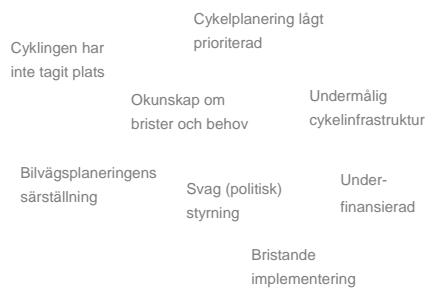 Cykelplanering lågt
prioriterad
Cyklingen har
inte tagit plats
Okunskap om
brister och behov
Undermålig
cykelinfrastruktur
Bilvägsplaneringens
särställning
Svag (politisk)
styrning
Under-
finansierad
Bristande
implementering